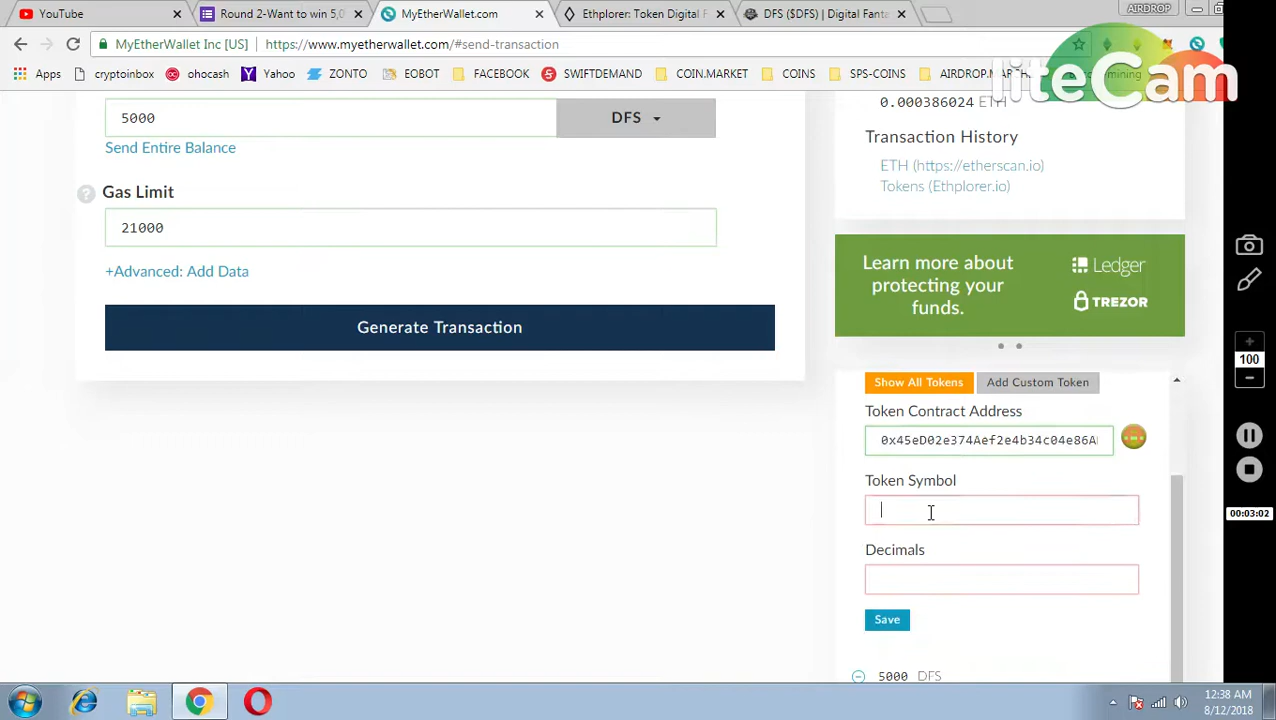 YouTube
Round 2-Want to win 5.0
MyEtherWallet.com
Ethplorer: Token Digital F
DFS (DFS) | Digital Fanta
AIRDROP
MyEtherWallet Inc [US]
https://www.myetherwallet.com/#send-transaction
Apps
cryptoinbox
ohocash
Yahoo
ZONTO
EOBOT
FACEBOOK
SWIFTDEMAND
COIN.MARKET
COINS
SPS-COINS
mining
liteCam
5000
DFS
Send Entire Balance
Gas Limit
21000
+Advanced: Add Data
Generate Transaction
0.000386024 ETH
Transaction History
ETH (https://etherscan.io)
Tokens (Ethplorer.io)
Learn more about
protecting your
funds.
Ledger
TREZOR
Show All Tokens
Add Custom Token
Token Contract Address
0x45eD02e374Aef2e4b34c04e86A
Token Symbol
Decimals
Save
5000 DFS
100
00:03:02
12:38 AM
8/12/2018